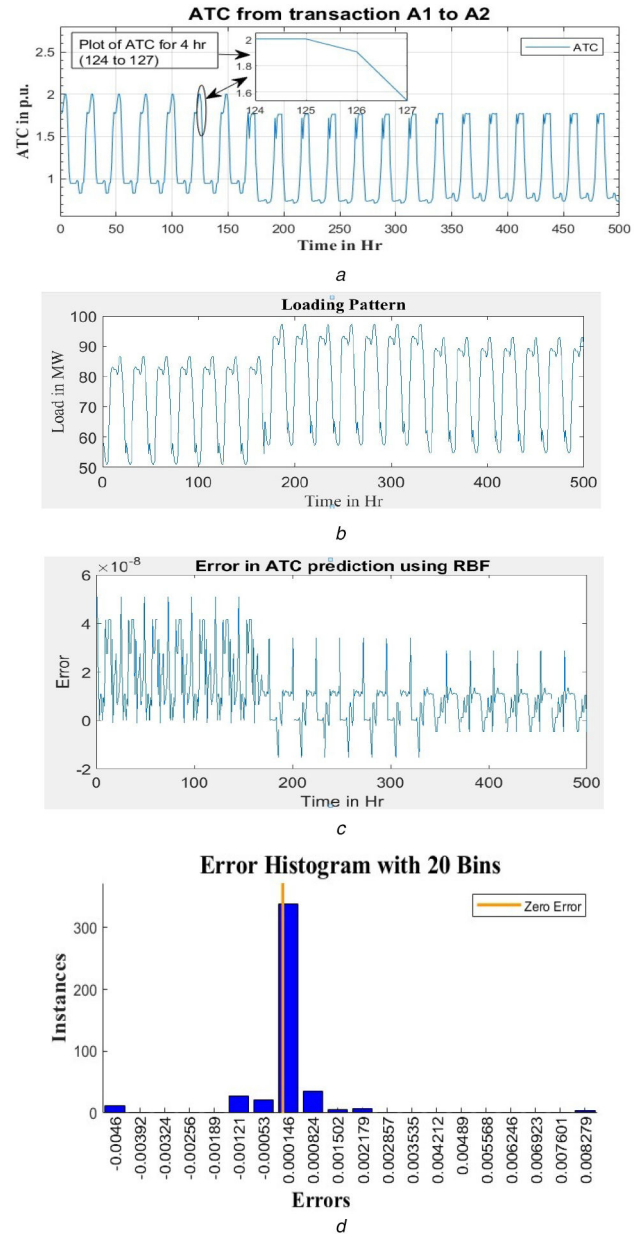 ATC from transaction A1 to A2
Plot of ATC for 4 hr
(124 to 127)
ATC
ATC in p.u.
2.5
2
1.5
1
2
1.8
1.6
124 125 126 127
0 50 100 150 200 250 300 350 400 450 500
Time in Hr
a
Loading Pattern
Load in MW
100
90
80
70
60
50
0 100 200 300 400 500
Time in Hr
b
×10^-8
Error in ATC prediction using RBF
Error
6
4
2
0
-2
0 100 200 300 400 500
Time in Hr
c
Error Histogram with 20 Bins
Zero Error
Instances
300
200
100
0
-0.0046 -0.00392 -0.00324 -0.00256 -0.00189 -0.00121 -0.00053 0.000146 0.000824 0.001502 0.002179 0.002857 0.003535 0.004212 0.00489 0.005568 0.006246 0.006923 0.007601 0.008279
Errors
d